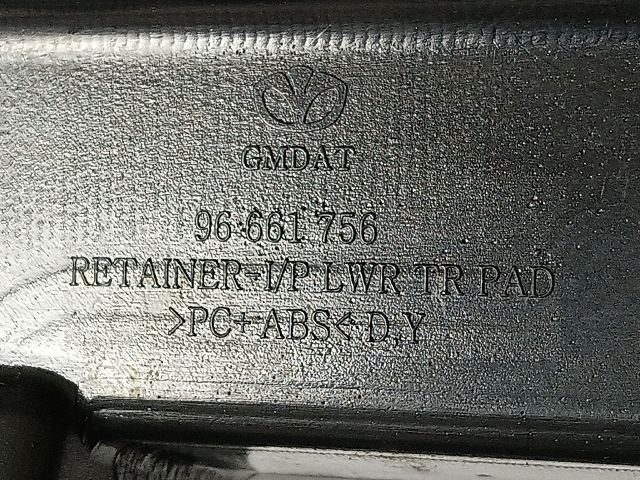 GMDAT
96 661 756
RETAINER-I/P LWR TR PAD
>PC+ABS< D,Y